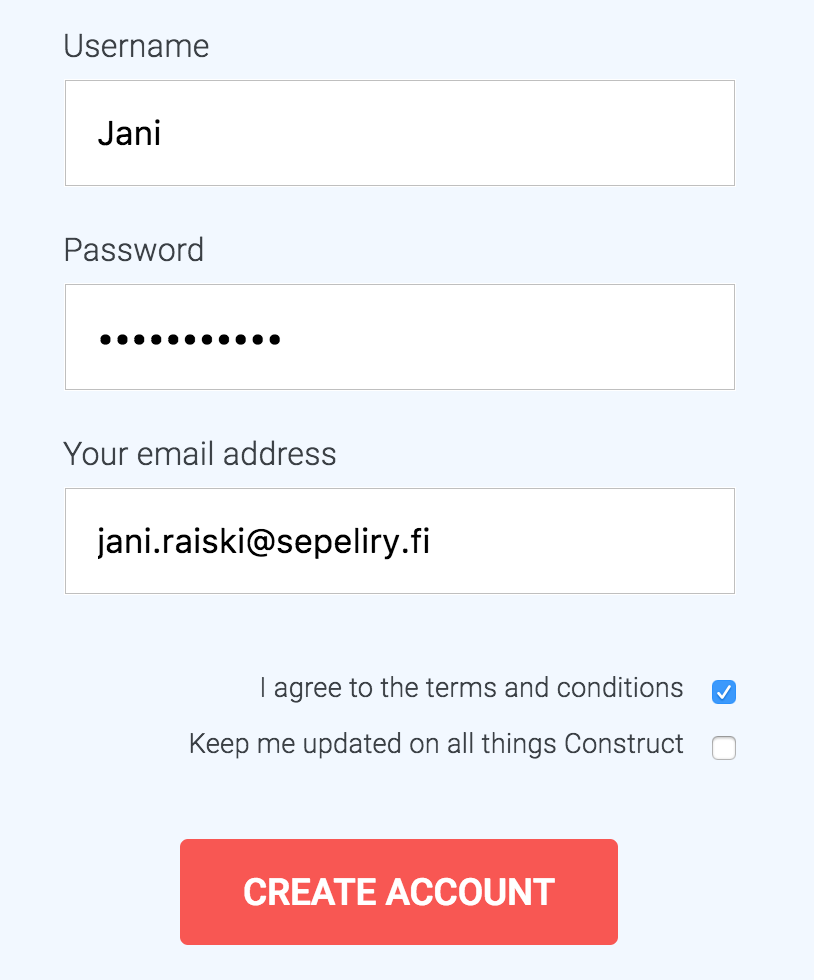 Username
Jani
Password
•••••••••••
Your email address
jani.raiski@sepeliry.fi
I agree to the terms and conditions
Keep me updated on all things Construct
CREATE ACCOUNT